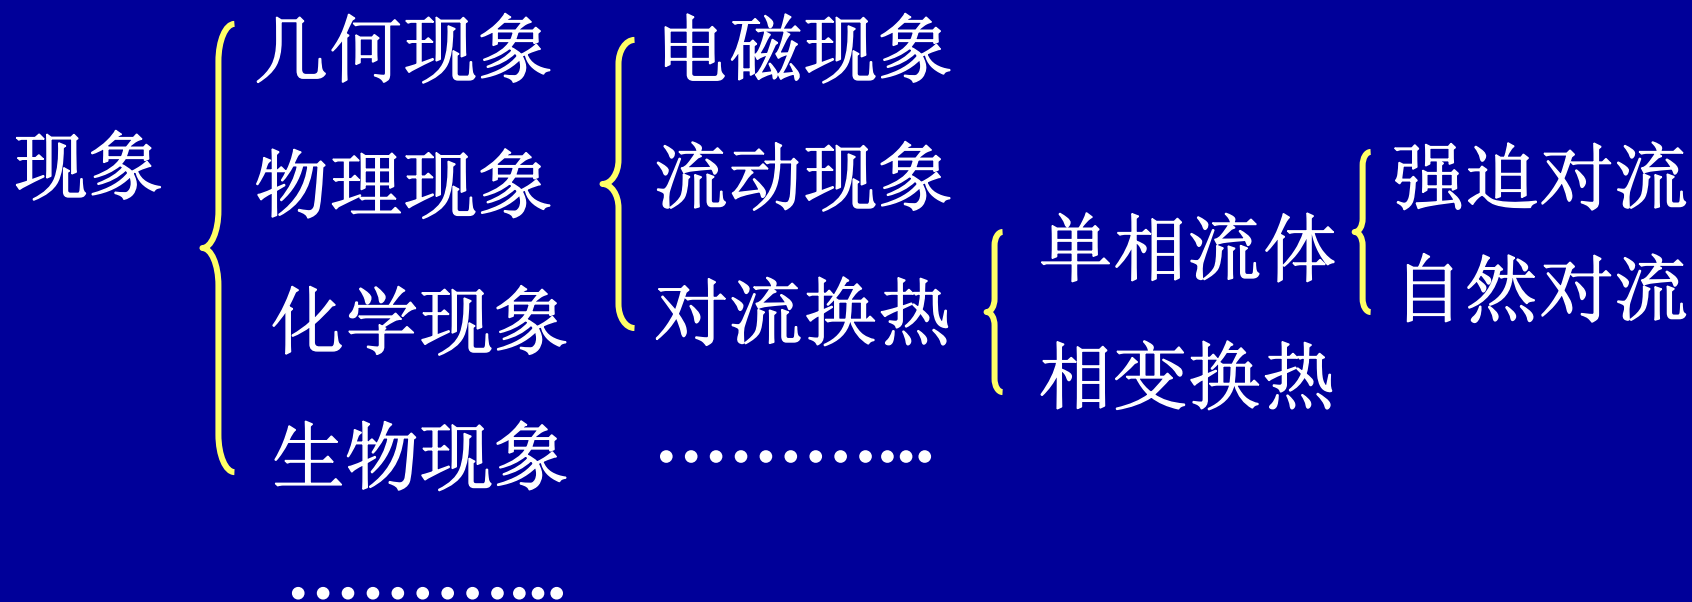 现象
几何现象
物理现象
化学现象
生物现象
…………
电磁现象
流动现象
对流换热
…………
单相流体
相变换热
强迫对流
自然对流